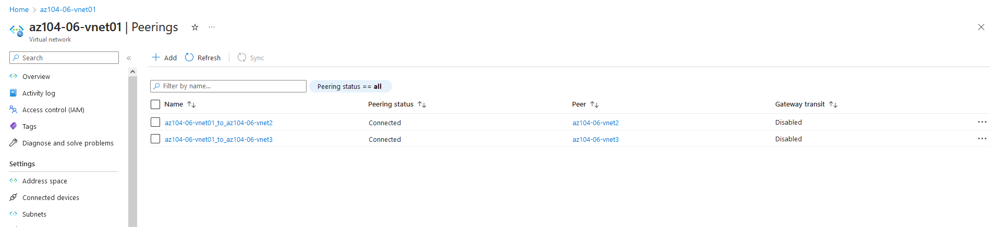 Home > az104-06-vnet01
az104-06-vnet01 | Peerings
Virtual network
Search
Overview
Activity log
Access control (IAM)
Tags
Diagnose and solve problems
Settings
Address space
Connected devices
Subnets
Add Refresh Sync
Filter by name... Peering status == all
Name Peering status Peer Gateway transit
az104-06-vnet01_to_az104-06-vnet2 Connected az104-06-vnet2 Disabled
az104-06-vnet01_to_az104-06-vnet3 Connected az104-06-vnet3 Disabled